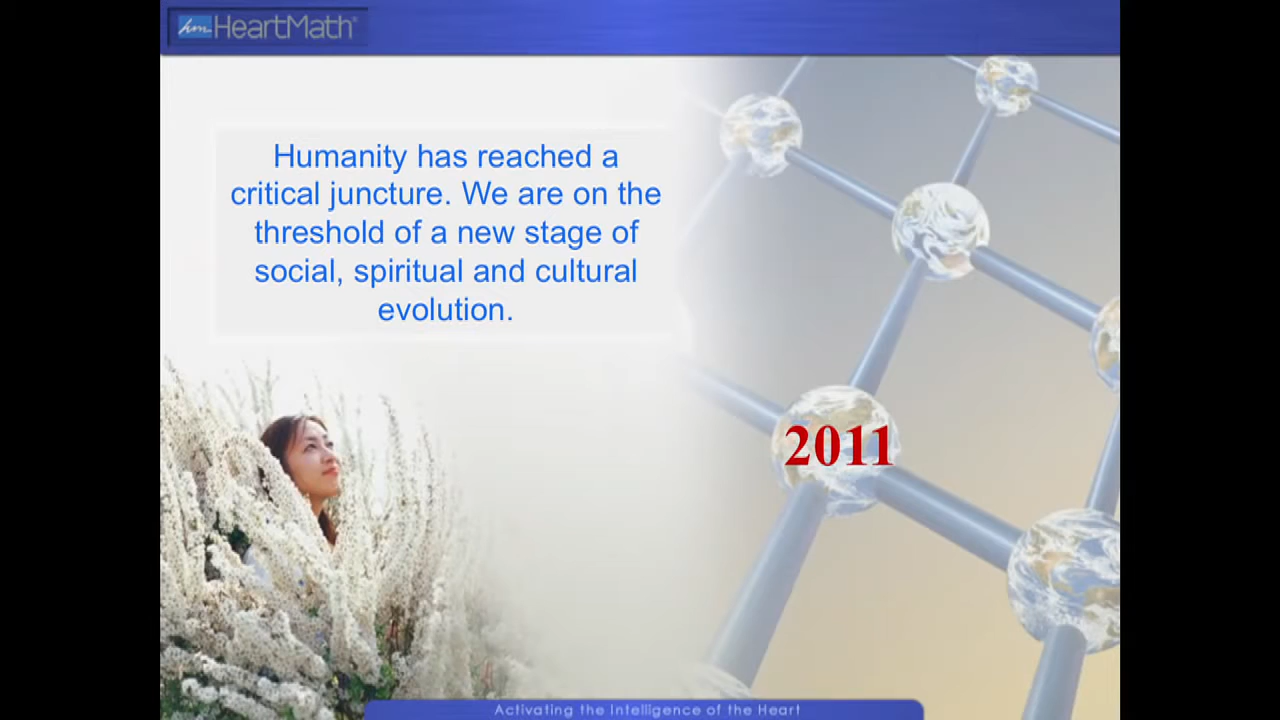 hm HeartMath®
Humanity has reached a
critical juncture. We are on the
threshold of a new stage of
social, spiritual and cultural
evolution.
2011
Activating the Intelligence of the Heart